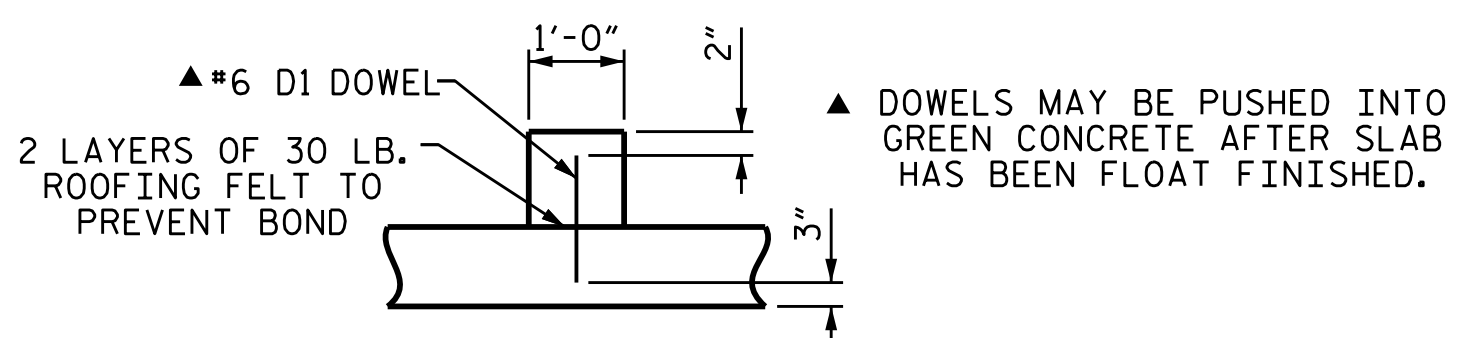 1'-0"
2"
▲ #6 D1 DOWEL
2 LAYERS OF 30 LB.
ROOFING FELT TO
PREVENT BOND
3"
▲ DOWELS MAY BE PUSHED INTO
GREEN CONCRETE AFTER SLAB
HAS BEEN FLOAT FINISHED.